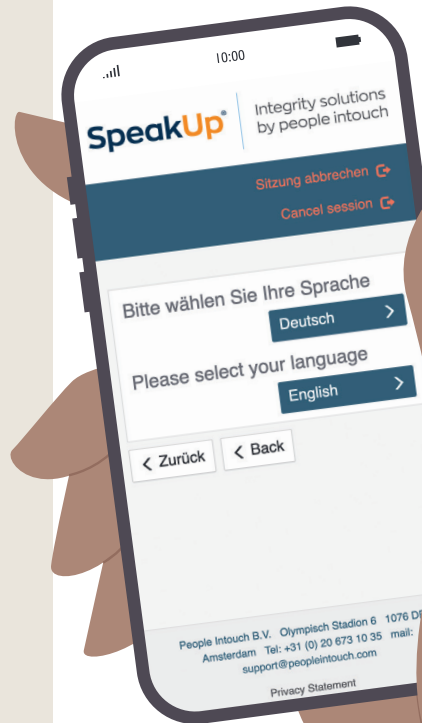 10:00
SpeakUp®
Integrity solutions
by people intouch
Sitzung abbrechen
Cancel session
Bitte wählen Sie Ihre Sprache
Deutsch
Please select your language
English
Zurück
Back
People Intouch B.V. Olympisch Stadion 6 1076 DE
Amsterdam Tel: +31 (0) 20 673 10 35 mail:
support@peopleintouch.com
Privacy Statement